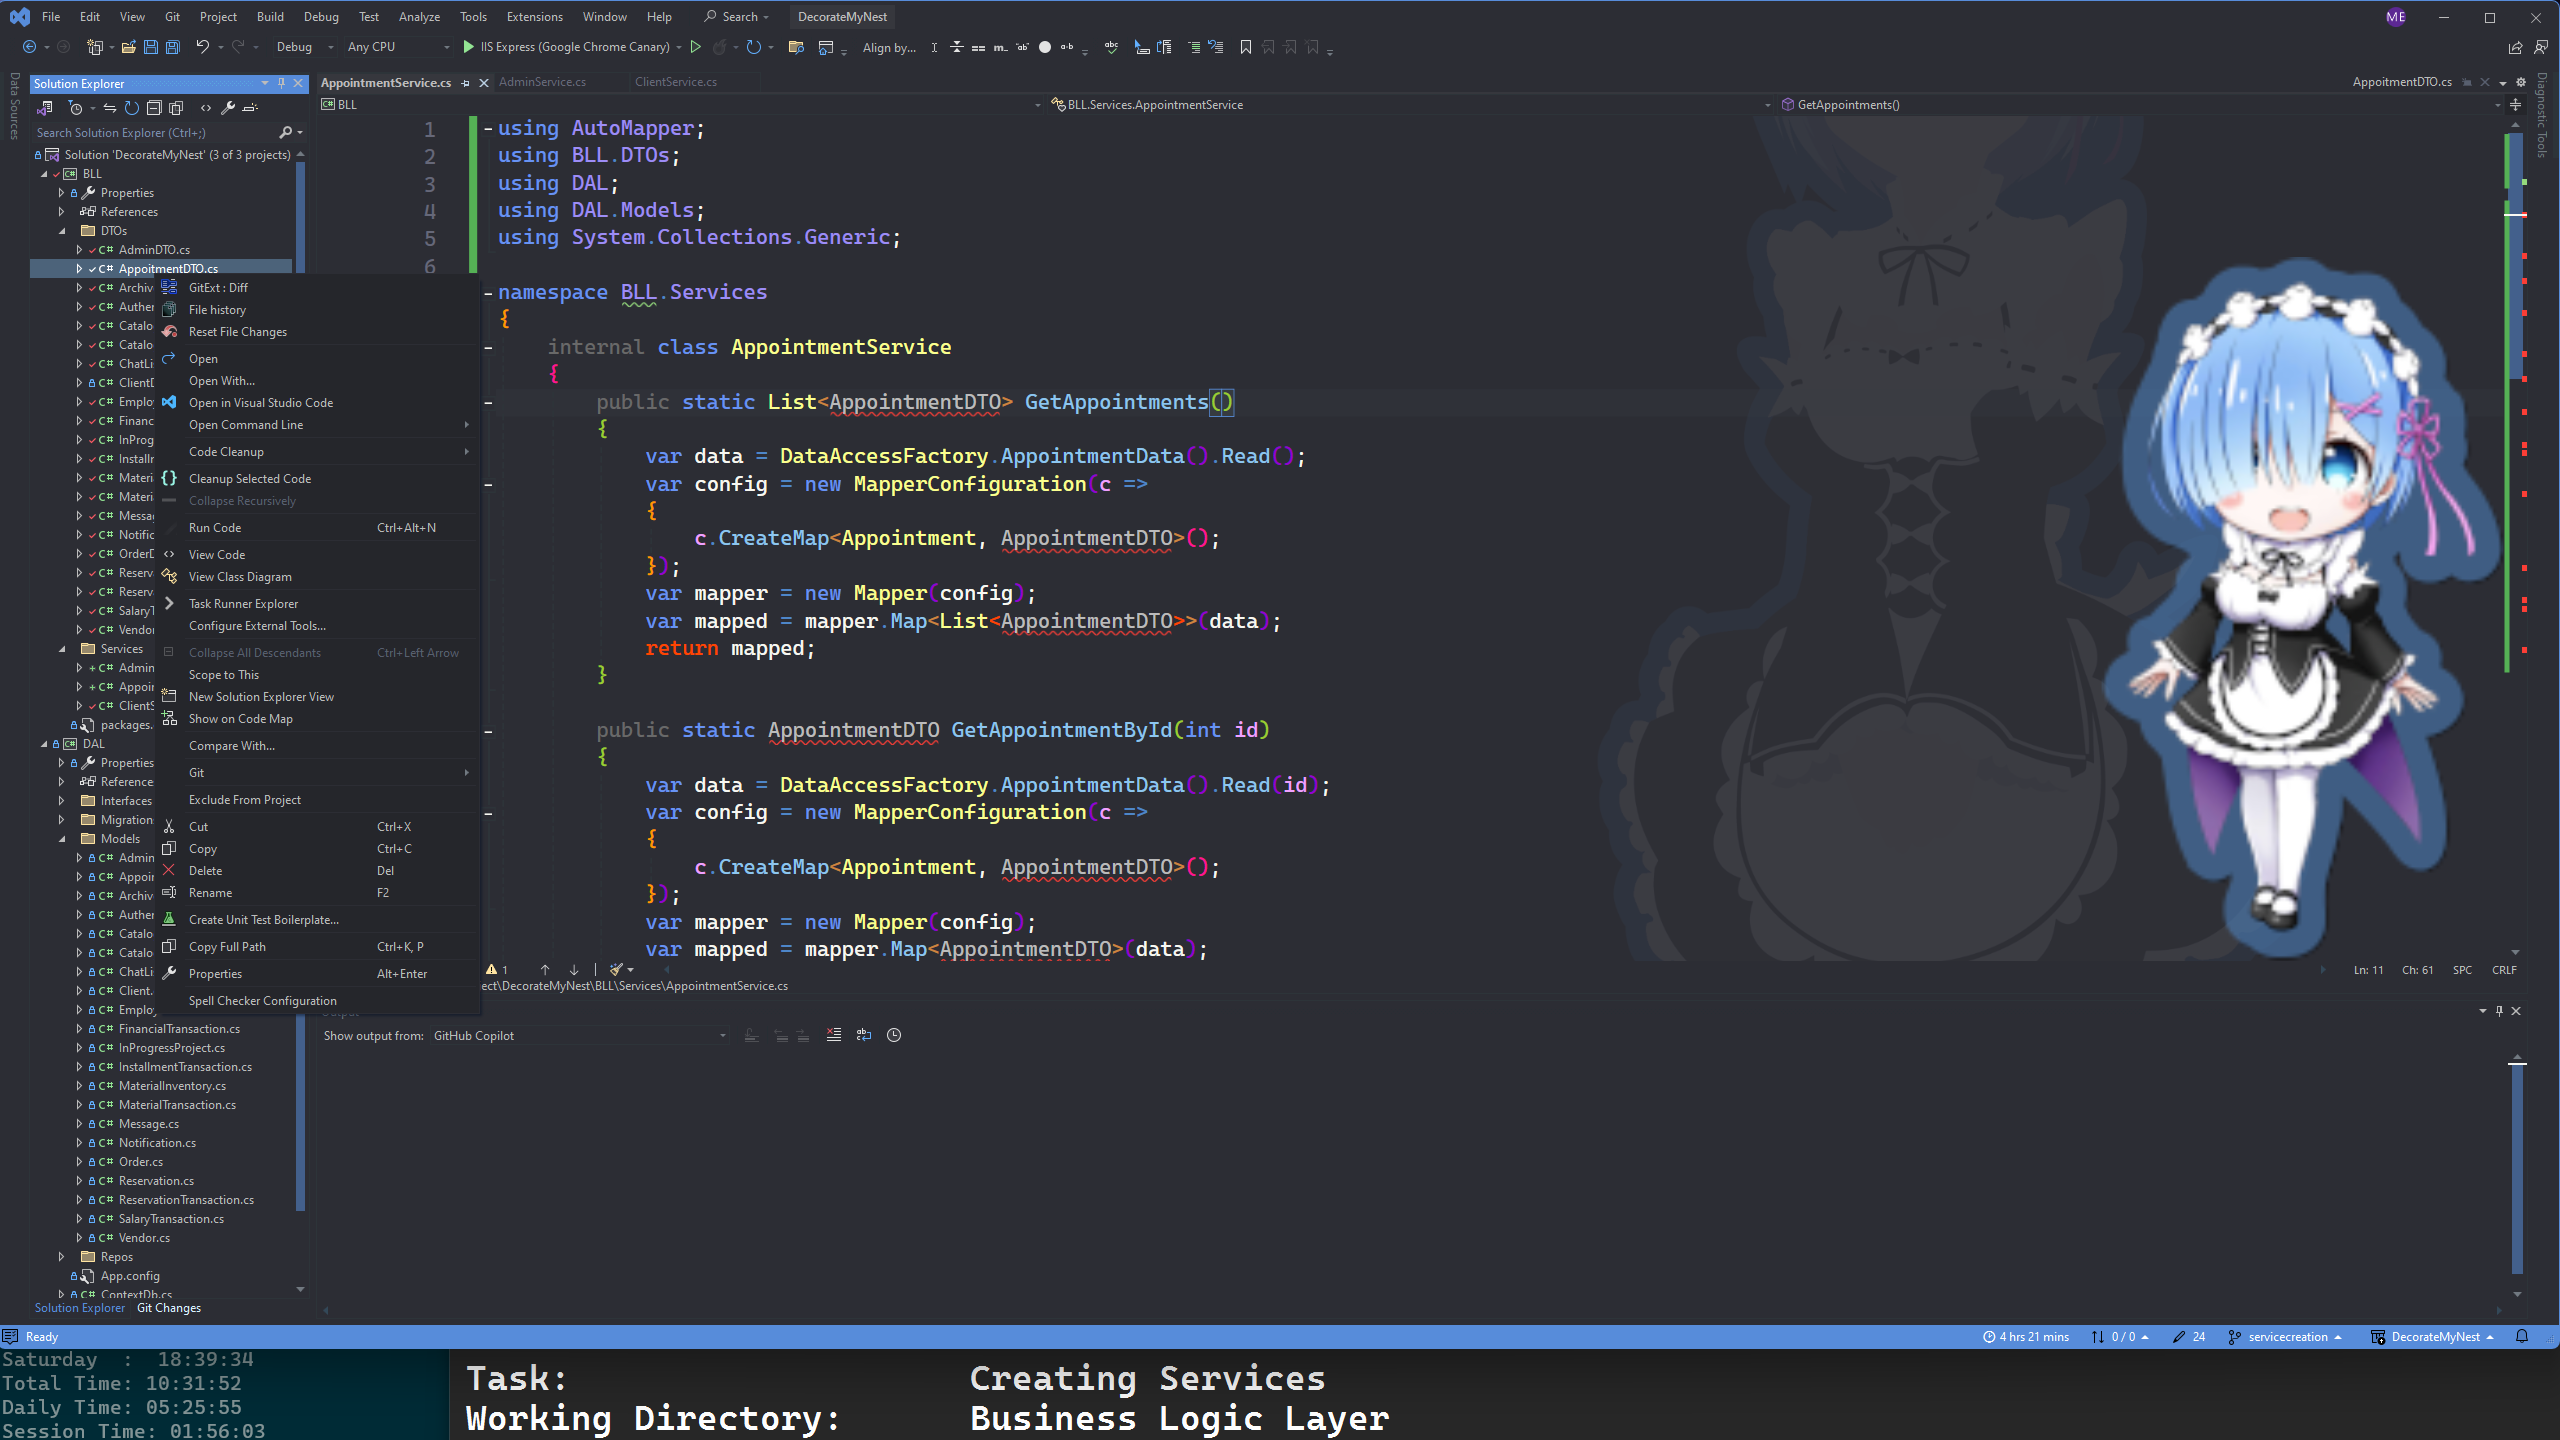 File Edit View Git Project Build Debug Test Analyze Tools Extensions Window Help Search DecorateMyNest ME
Debug Any CPU IIS Express (Google Chrome Canary) Align by...
Data Sources
Solution Explorer
Search Solution Explorer (Ctrl+;)
Solution 'DecorateMyNest' (3 of 3 projects)
BLL
Properties
References
DTOs
AdminDTO.cs
AppoitmentDTO.cs
Archiv
Auther
Catalo
Catalo
ChatLi
ClientD
Employ
Financ
InProg
Installr
Materi
Materi
Messag
Notific
OrderD
Reserv
Reserv
SalaryT
Vendor
Services
Admin
Appoir
ClientS
packages.
DAL
Properties
Reference
Interfaces
Migration
Models
Admin
Appoir
Archiv
Auther
Catalo
Catalo
ChatLi
Client.
Employ
FinancialTransaction.cs
InProgressProject.cs
InstallmentTransaction.cs
MaterialInventory.cs
MaterialTransaction.cs
Message.cs
Notification.cs
Order.cs
Reservation.cs
ReservationTransaction.cs
SalaryTransaction.cs
Vendor.cs
Repos
App.config
ContextDb.cs
Solution Explorer Git Changes
GitExt : Diff
File history
Reset File Changes
Open
Open With...
Open in Visual Studio Code
Open Command Line
Code Cleanup
Cleanup Selected Code
Collapse Recursively
Run Code Ctrl+Alt+N
View Code
View Class Diagram
Task Runner Explorer
Configure External Tools...
Collapse All Descendants Ctrl+Left Arrow
Scope to This
New Solution Explorer View
Show on Code Map
Compare With...
Git
Exclude From Project
Cut Ctrl+X
Copy Ctrl+C
Delete Del
Rename F2
Create Unit Test Boilerplate...
Copy Full Path Ctrl+K, P
Properties Alt+Enter
Spell Checker Configuration
AppointmentService.cs AdminService.cs ClientService.cs AppoitmentDTO.cs
BLL BLL.Services.AppointmentService GetAppointments()
Diagnostic Tools
1 using AutoMapper;
2 using BLL.DTOs;
3 using DAL;
4 using DAL.Models;
5 using System.Collections.Generic;
6
namespace BLL.Services
{
internal class AppointmentService
{
public static List<AppointmentDTO> GetAppointments()
{
var data = DataAccessFactory.AppointmentData().Read();
var config = new MapperConfiguration(c =>
{
c.CreateMap<Appointment, AppointmentDTO>();
});
var mapper = new Mapper(config);
var mapped = mapper.Map<List<AppointmentDTO>>(data);
return mapped;
}
public static AppointmentDTO GetAppointmentById(int id)
{
var data = DataAccessFactory.AppointmentData().Read(id);
var config = new MapperConfiguration(c =>
{
c.CreateMap<Appointment, AppointmentDTO>();
});
var mapper = new Mapper(config);
var mapped = mapper.Map<AppointmentDTO>(data);
1 Ln: 11 Ch: 61 SPC CRLF
ect\DecorateMyNest\BLL\Services\AppointmentService.cs
Output
Show output from: GitHub Copilot
Ready 4 hrs 21 mins 0 / 0 24 servicecreation DecorateMyNest
Saturday : 18:39:34
Total Time: 10:31:52
Daily Time: 05:25:55
Session Time: 01:56:03
Task: Creating Services
Working Directory: Business Logic Layer